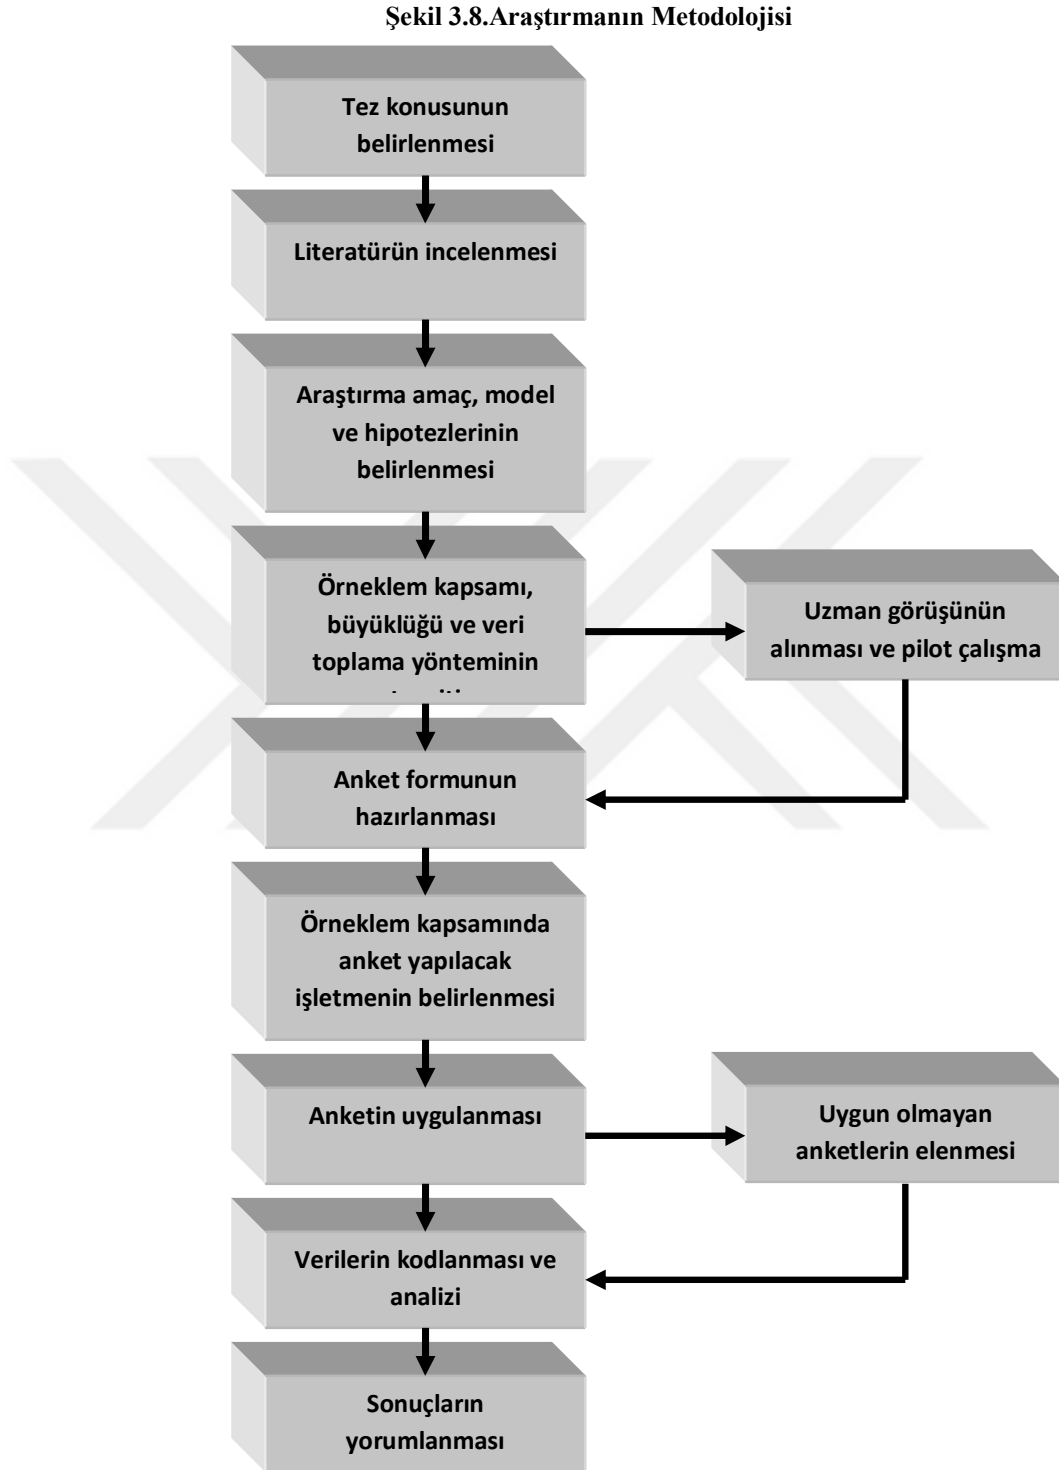 Şekil 3.8.Araştırmanın Metodolojisi
Tez konusunun
belirlenmesi
Literatürün incelenmesi
Araştırma amaç, model
ve hipotezlerinin
belirlenmesi
Örneklem kapsamı,
büyüklüğü ve veri
toplama yönteminin
Uzman görüşünün
alınması ve pilot çalışma
Anket formunun
hazırlanması
Örneklem kapsamında
anket yapılacak
işletmenin belirlenmesi
Anketin uygulanması
Uygun olmayan
anketlerin elenmesi
Verilerin kodlanması ve
analizi
Sonuçların
yorumlanması